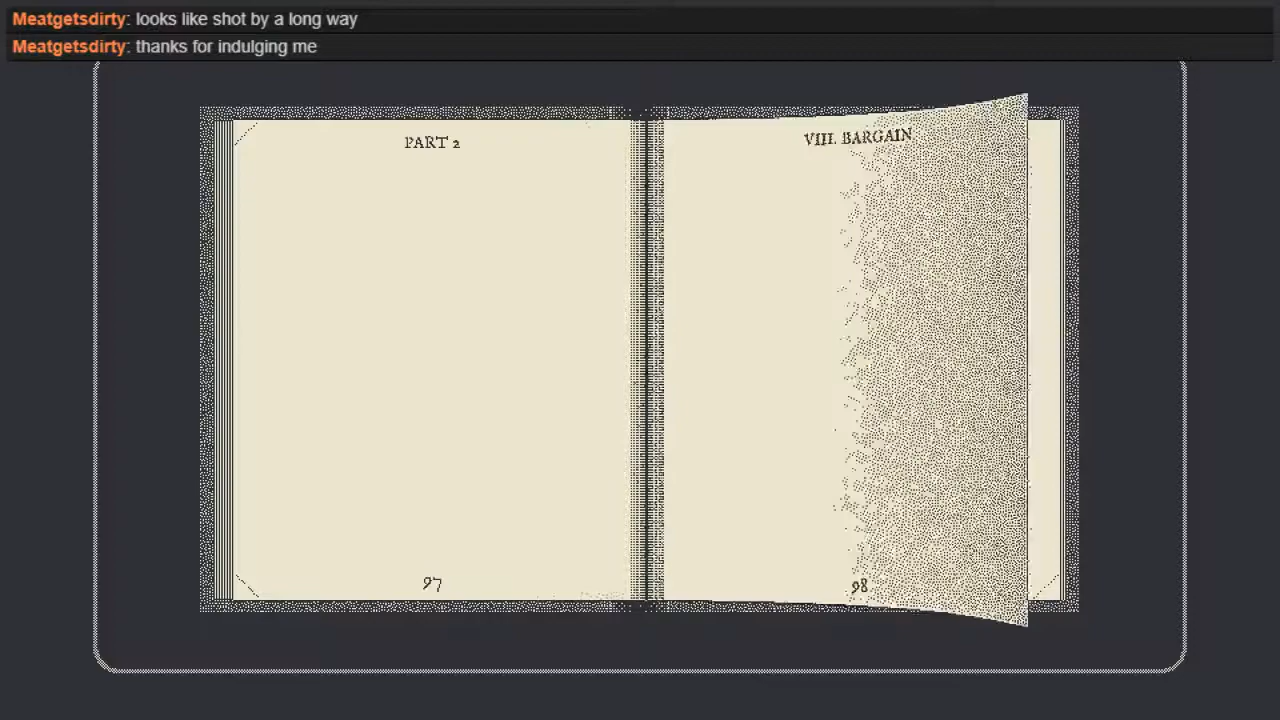 Meatgetsdirty: looks like shot by a long way
Meatgetsdirty: thanks for indulging me
PART 2
VIII. BARGAIN
97
98